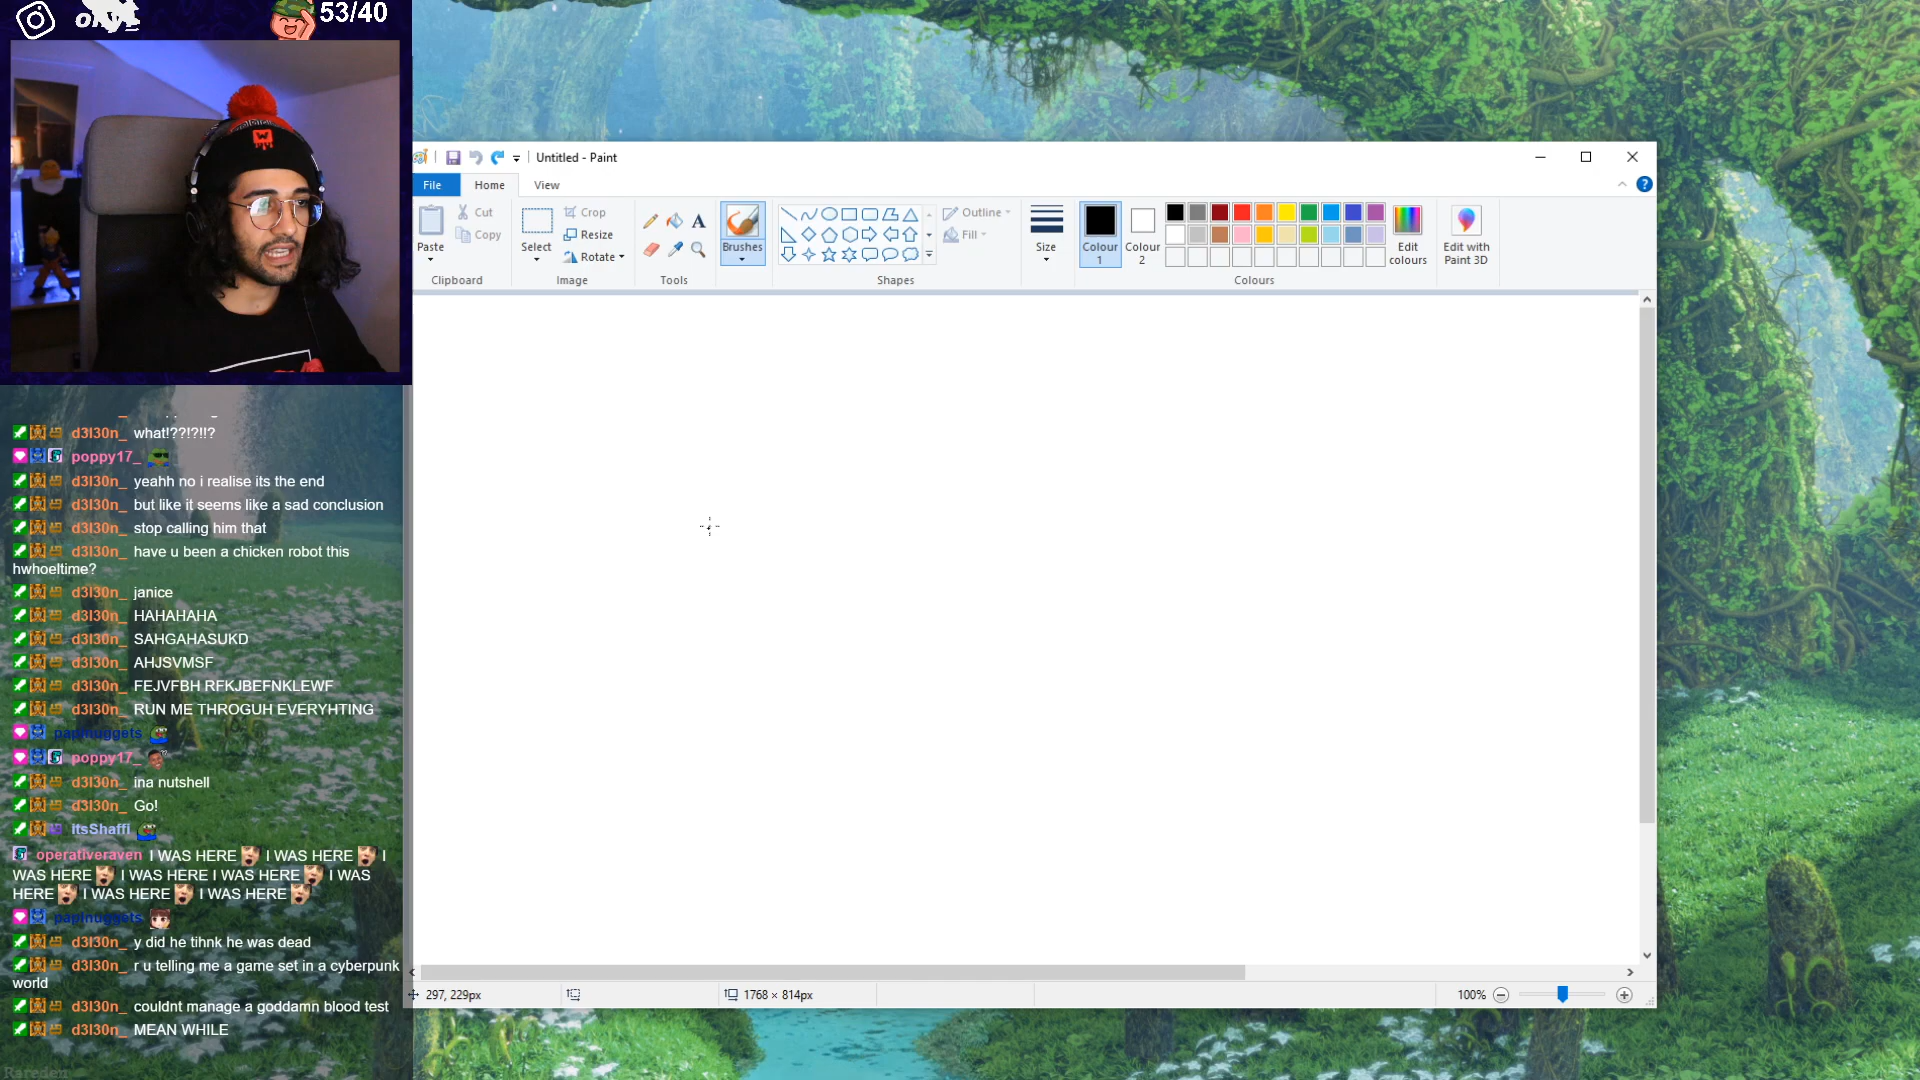 53/40
Untitled - Paint
File
Home
View
Paste
Cut
Copy
Clipboard
Select
Crop
Resize
Rotate
Image
A
Tools
Brushes
Shapes
Outline
Fill
Size
Colour
1
Colour
2
Colours
Edit
colours
Edit with
Paint 3D
d3l30n_ what!??!?!!?
poppy17_
d3l30n_ yeahh no i realise its the end
d3l30n_ but like it seems like a sad conclusion
d3l30n_ stop calling him that
d3l30n_ have u been a chicken robot this
hwhoeltime?
d3l30n_ janice
d3l30n_ HAHAHAHA
d3l30n_ SAHGAHASUKD
d3l30n_ AHJSVMSF
d3l30n_ FEJVFBH RFKJBEFNKLEWF
d3l30n_ RUN ME THROGUH EVERYHTING
papinuggets
poppy17_
d3l30n_ ina nutshell
d3l30n_ Go!
itsShaffi
operativeraven I WAS HERE I WAS HERE I
WAS HERE I WAS HERE I WAS HERE I WAS
HERE I WAS HERE I WAS HERE
papinuggets
d3l30n_ y did he tihnk he was dead
d3l30n_ r u telling me a game set in a cyberpunk
world
d3l30n_ couldnt manage a goddamn blood test
d3l30n_ MEAN WHILE
297, 229px
1768 × 814px
100%
Rareden